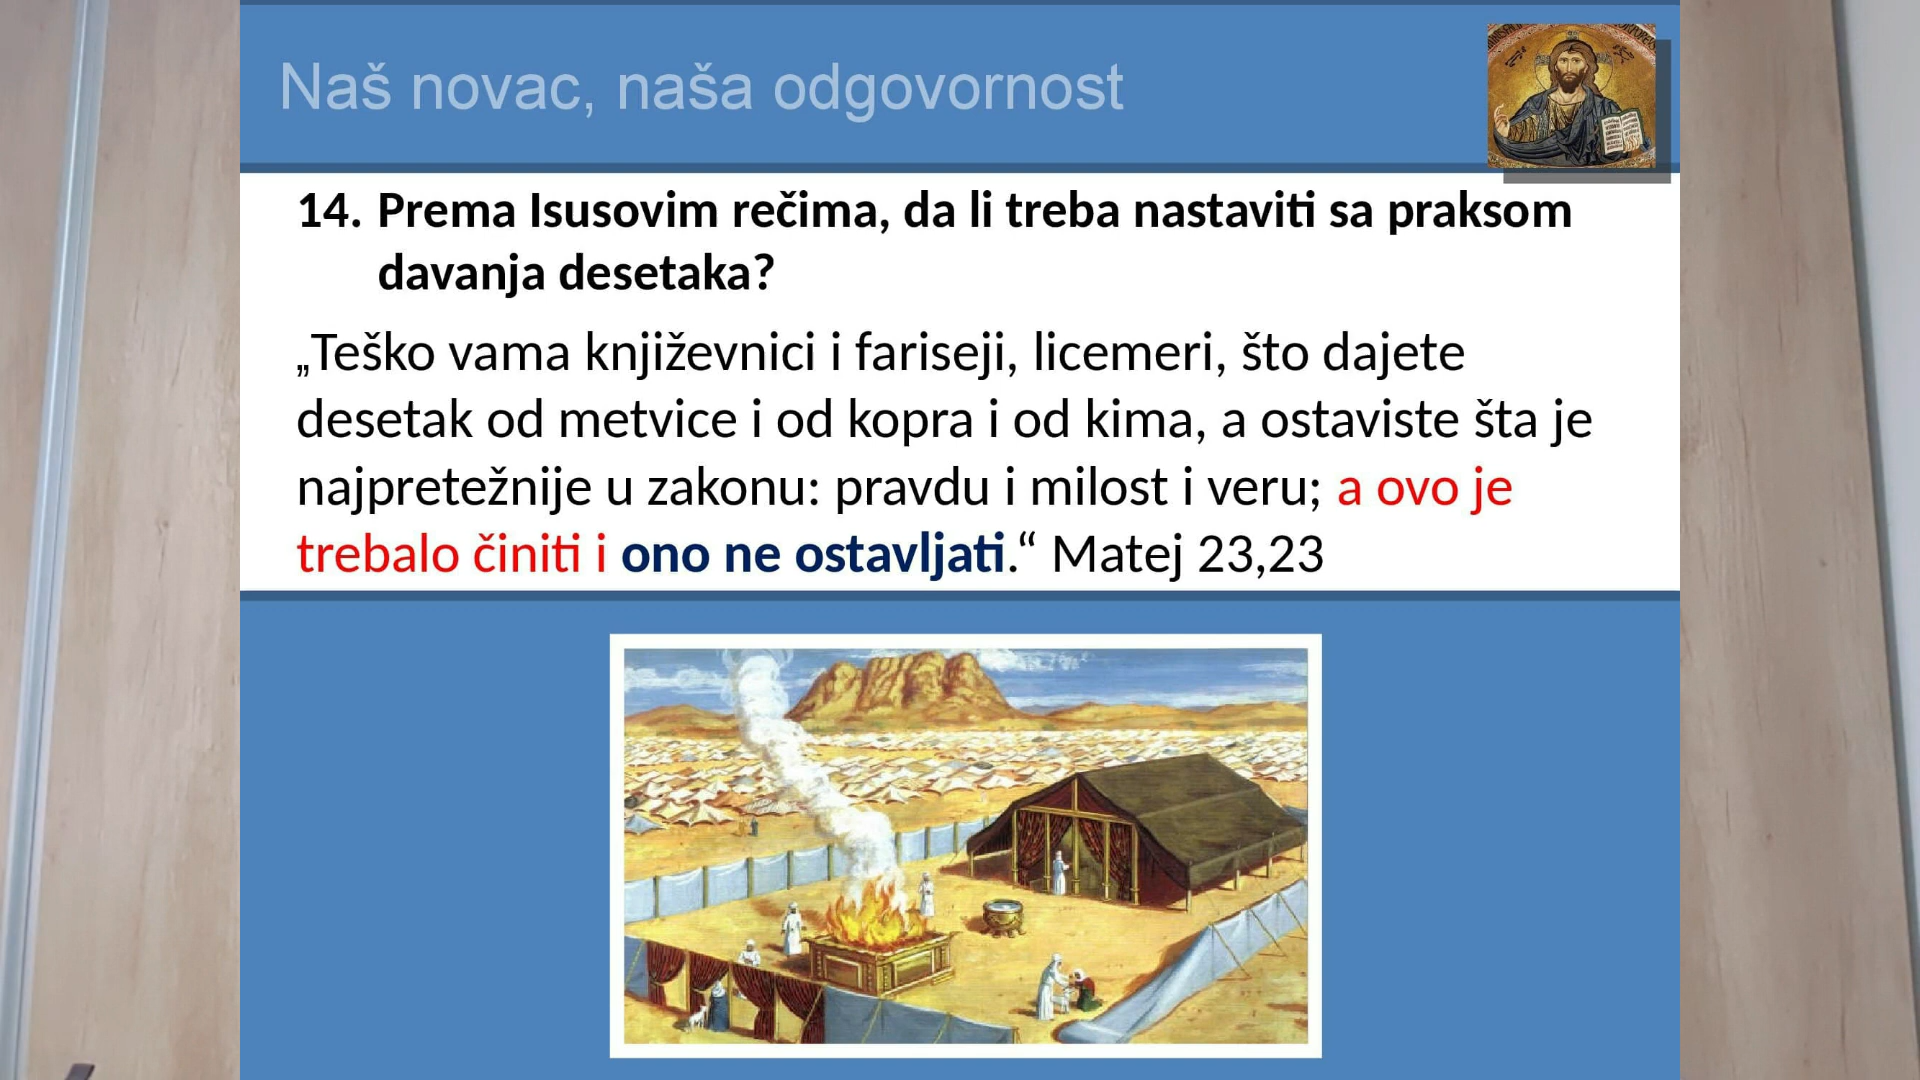 Naš novac, naša odgovornost
14. Prema Isusovim rečima, da li treba nastaviti sa praksom
davanja desetaka?
„Teško vama književnici i fariseji, licemeri, što dajete
desetak od metvice i od kopra i od kima, a ostaviste šta je
najpretežnije u zakonu: pravdu i milost i veru; a ovo je
trebalo činiti i ono ne ostavljati.“ Matej 23,23